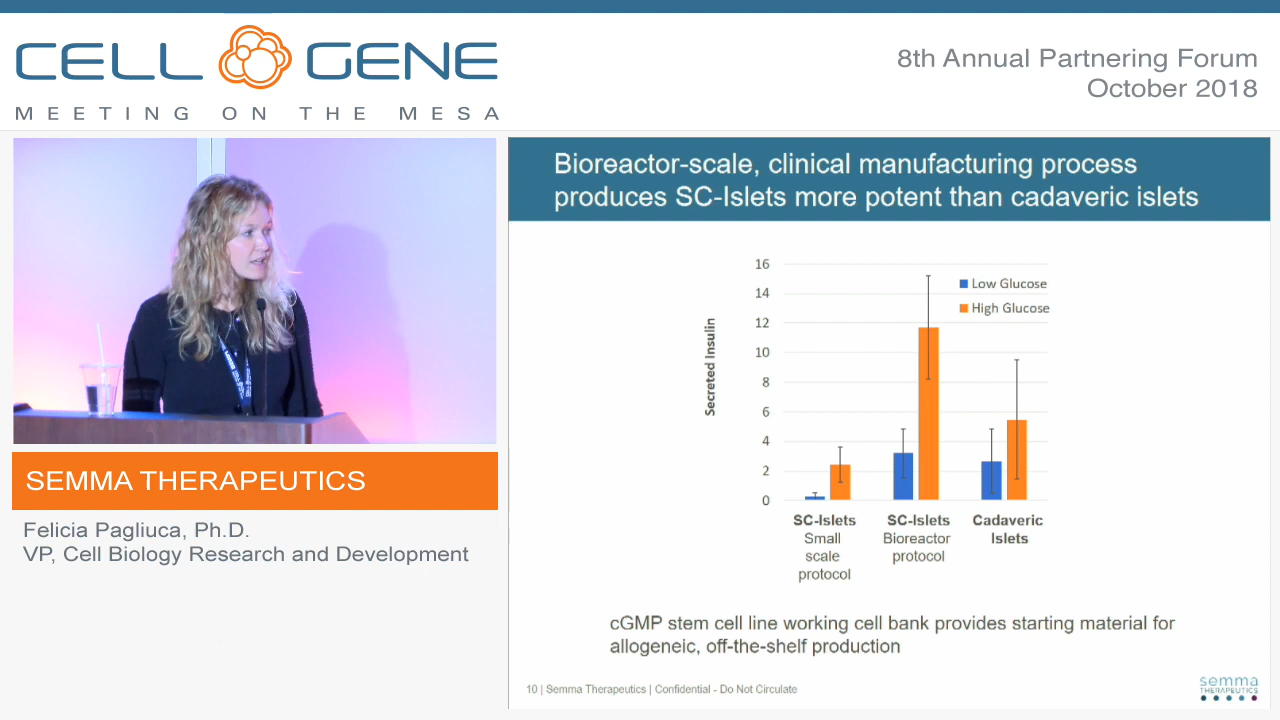 CELL GENE
MEETING ON THE MESA
8th Annual Partnering Forum
October 2018
Bioreactor-scale, clinical manufacturing process
produces SC-Islets more potent than cadaveric islets
16
14
12
10
8
6
4
2
0
Secreted Insulin
Low Glucose
High Glucose
SC-Islets
Small
scale
protocol
SC-Islets
Bioreactor
protocol
Cadaveric
Islets
cGMP stem cell line working cell bank provides starting material for
allogeneic, off-the-shelf production
10 | Semma Therapeutics | Confidential - Do Not Circulate
semma
THERAPEUTICS
SEMMA THERAPEUTICS
Felicia Pagliuca, Ph.D.
VP, Cell Biology Research and Development